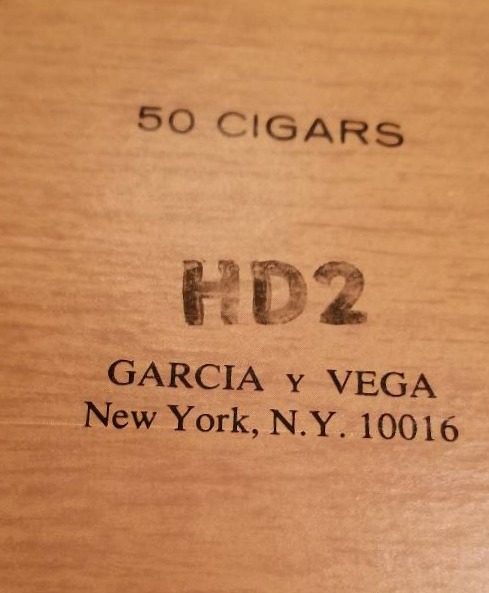 50 CIGARS
HD2
GARCIA Y VEGA
New York, N.Y. 10016